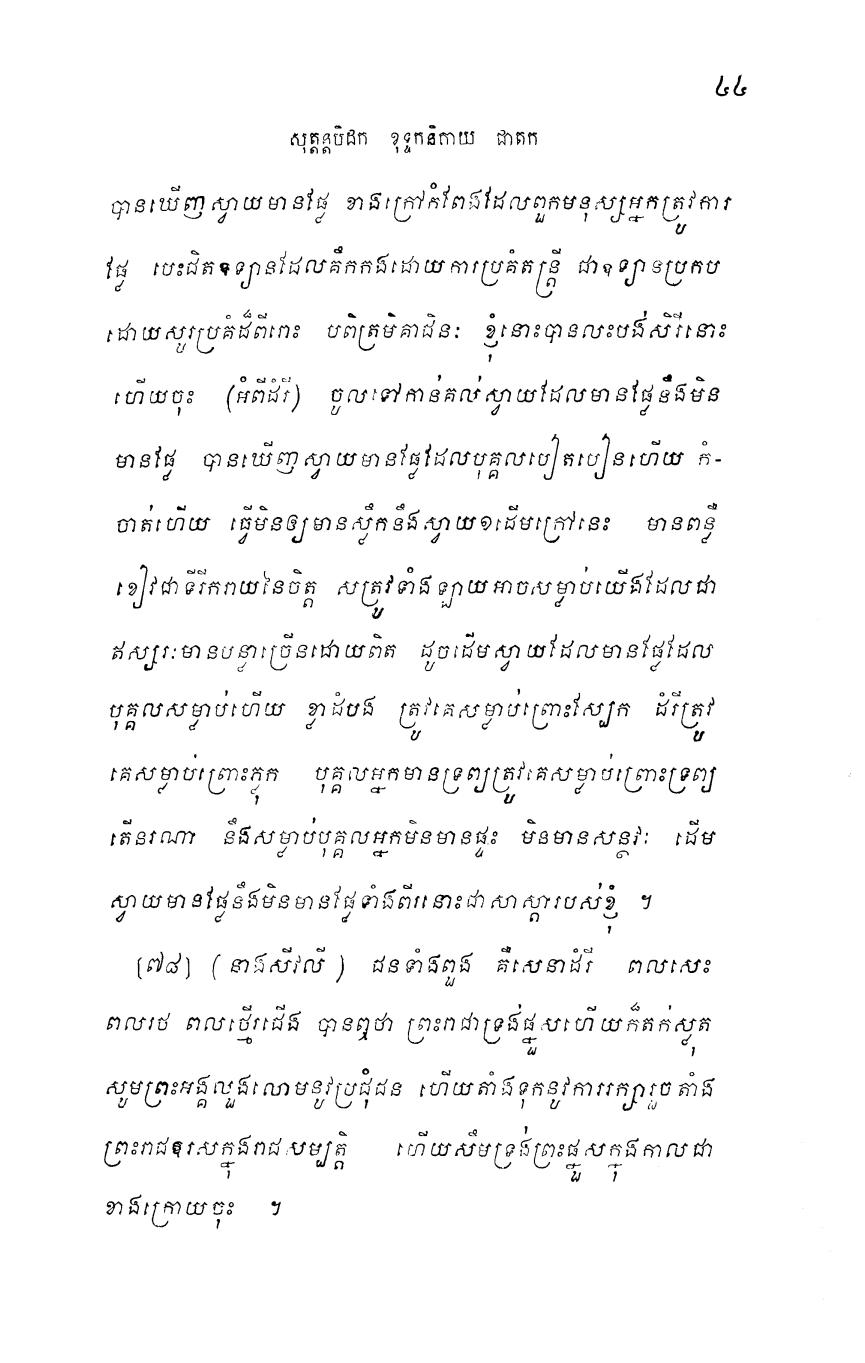 ៤៤
សុត្តន្តបិដក ខុទ្ទកនិកាយ ជាតក
បានឃើញស្វាយមានផ្លែ ខាងក្រៅកំពែងដែលពួកមនុស្សអ្នកត្រូវការ
ផ្លែ បេះជិតឧទ្យានដែលគឹកកងដោយការប្រគំតន្ត្រី ជាឧទ្យានប្រកប
ដោយសូរប្រគំដ៏ពីរោះ បពិត្រមិគាជិនៈ ខ្ញុំនោះបានលះបង់សិរីនោះ
ហើយចុះ (អំពីដំរី) ចូលទៅកាន់គល់ស្វាយដែលមានផ្លែនឹងមិន
មានផ្លែ បានឃើញស្វាយមានផ្លែដែលបុគ្គលបៀតបៀនហើយ កំ-
ចាត់ហើយ ធ្វើមិនឲ្យមានស្លឹកនឹងស្វាយ១ដើមក្រៅនេះ មានពន្លឺ
ខៀវជាទីរីករាយនៃចិត្ត សត្រូវទាំងឡាយអាចសម្លាប់យើងដែលជា
ឥស្សរៈមានបន្លាច្រើនដោយពិត ដូចដើមស្វាយដែលមានផ្លែដែល
បុគ្គលសម្លាប់ហើយ ខ្លាដំបង ត្រូវគេសម្លាប់ព្រោះស្បែក ដំរីត្រូវ
គេសម្លាប់ព្រោះភ្លុក បុគ្គលអ្នកមានទ្រព្យត្រូវគេសម្លាប់ព្រោះទ្រព្យ
តើនរណា នឹងសម្លាប់បុគ្គលអ្នកមិនមានផ្ទះ មិនមានសន្ថវៈ ដើម
ស្វាយមានផ្លែនឹងមិនមានផ្លែទាំងពីរនោះជាសាស្តារបស់ខ្ញុំ ។
[៧៨] (នាងសីវលី) ជនទាំងពួង គឺសេនាដំរី ពលសេះ
ពលរថ ពលថ្មើរជើង បានឮថា ព្រះរាជាទ្រង់ផ្នួសហើយក៏តក់ស្លុត
សូមព្រះអង្គលួងលោមនូវប្រជុំជន ហើយតាំងទុកនូវការរក្សារួចតាំង
ព្រះរាជឱរសក្នុងរាជសម្បត្តិ ហើយសឹមទ្រង់ព្រះផ្នួសក្នុងកាលជា
ខាងក្រោយចុះ ។